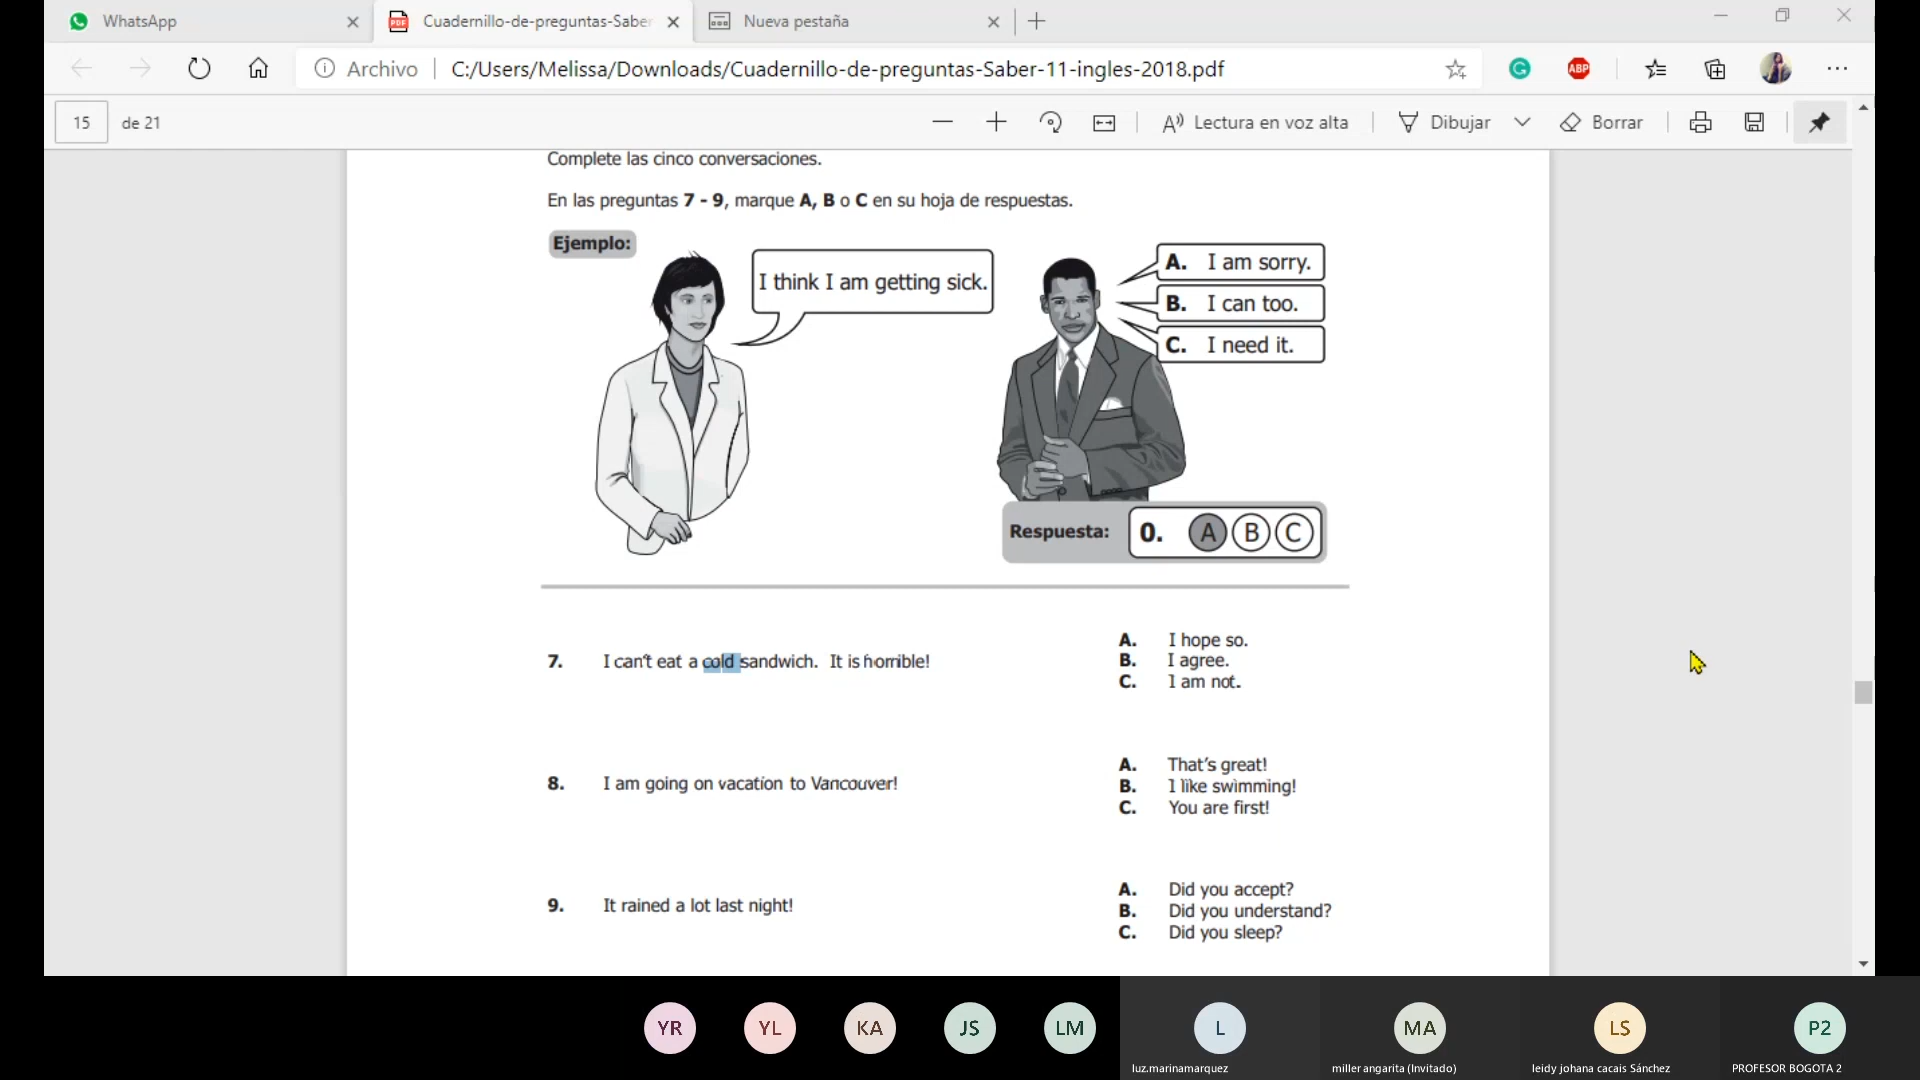 WhatsApp
Cuadernillo-de-preguntas-Saber
Nueva pestaña
Archivo
C:/Users/Melissa/Downloads/Cuadernillo-de-preguntas-Saber-11-ingles-2018.pdf
ABP
15 de 21
Lectura en voz alta
Dibujar
Borrar
Complete las cinco conversaciones.
En las preguntas 7 - 9, marque A, B o C en su hoja de respuestas.
Ejemplo:
I think I am getting sick.
A. I am sorry.
B. I can too.
C. I need it.
Respuesta: 0. A B C
7. I can't eat a cold sandwich. It is horrible!
A. I hope so.
B. I agree.
C. I am not.
8. I am going on vacation to Vancouver!
A. That's great!
B. I like swimming!
C. You are first!
9. It rained a lot last night!
A. Did you accept?
B. Did you understand?
C. Did you sleep?
YR YL KA JS LM L MA LS P2
luz.marinamarquez
miller angarita (Invitado)
leidy johana cacais Sánchez
PROFESOR BOGOTA 2